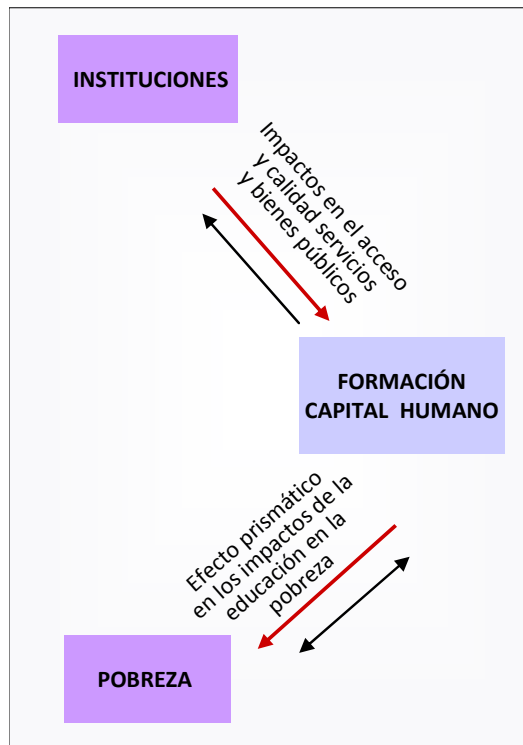 INSTITUCIONES
Impactos en el acceso
y calidad servicios
y bienes públicos
FORMACIÓN
CAPITAL HUMANO
Efecto prismático
en los impactos de la
educación en la
pobreza
POBREZA